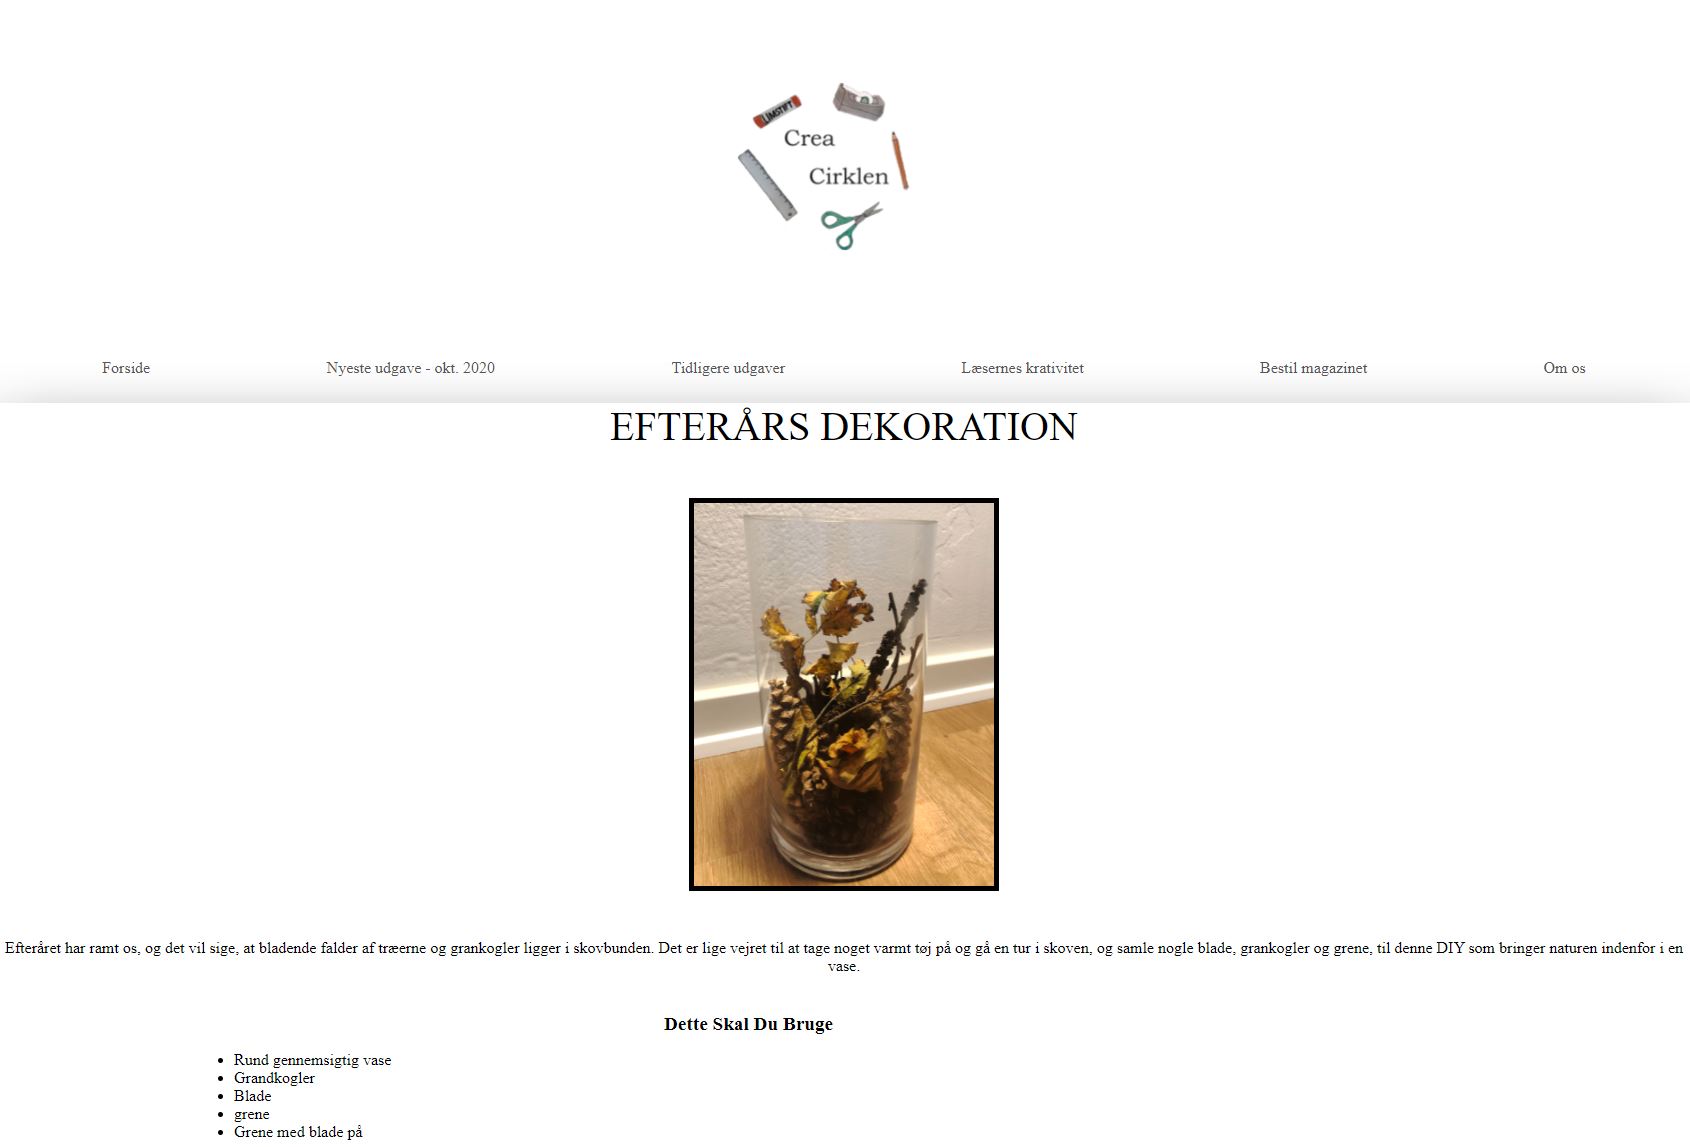 LIMSTIFT
Crea
Cirklen
Forside
Nyeste udgave - okt. 2020
Tidligere udgaver
Læsernes krativitet
Bestil magazinet
Om os
EFTERÅRS DEKORATION
Efteråret har ramt os, og det vil sige, at bladende falder af træerne og grankogler ligger i skovbunden. Det er lige vejret til at tage noget varmt tøj på og gå en tur i skoven, og samle nogle blade, grankogler og grene, til denne DIY som bringer naturen indenfor i en
vase.
Dette Skal Du Bruge
Rund gennemsigtig vase
Grandkogler
Blade
grene
Grene med blade på